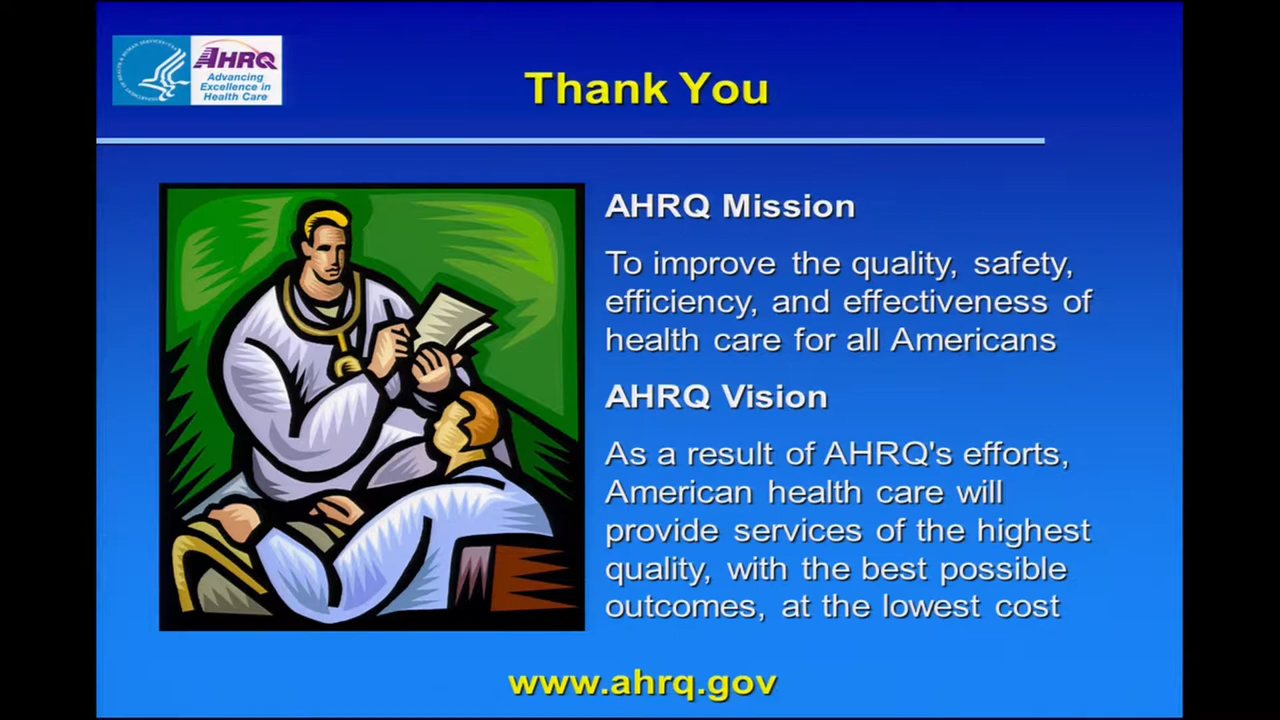 AHRQ
Advancing
Excellence in
Health Care
Thank You
AHRQ Mission
To improve the quality, safety,
efficiency, and effectiveness of
health care for all Americans
AHRQ Vision
As a result of AHRQ's efforts,
American health care will
provide services of the highest
quality, with the best possible
outcomes, at the lowest cost
www.ahrq.gov